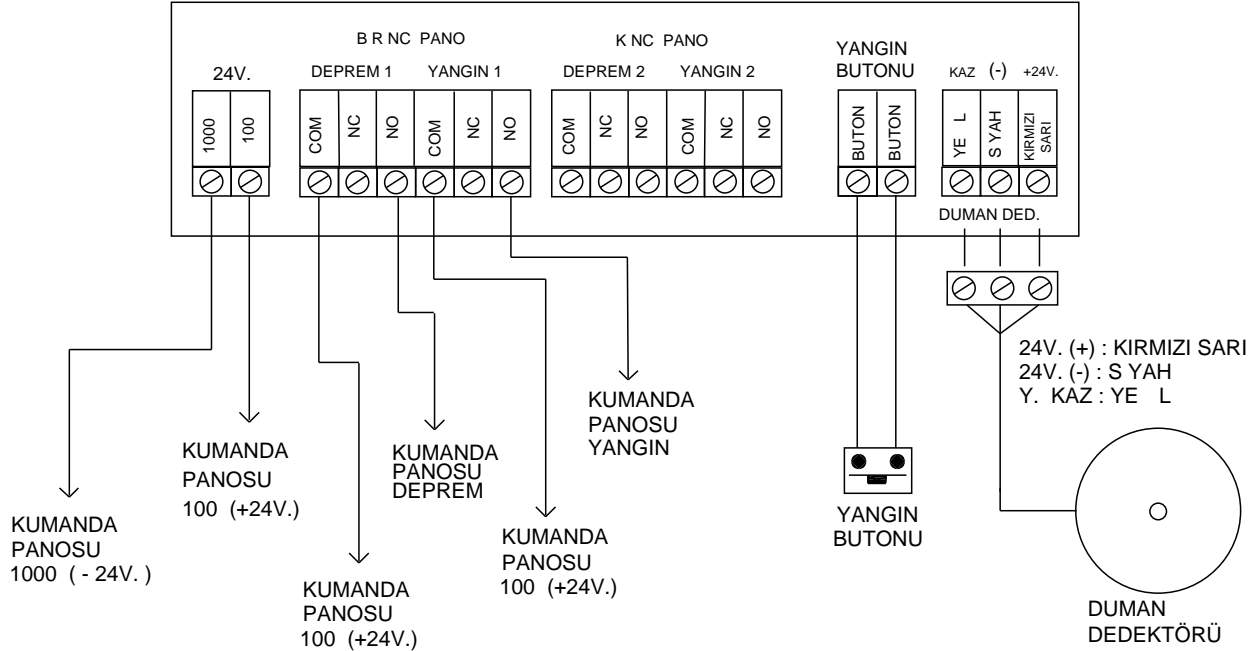 B R NC PANO
K NC PANO
24V.
DEPREM 1
YANGIN 1
DEPREM 2
YANGIN 2
YANGIN
BUTONU
KAZ (-) +24V.
1000
100
COM
NC
NO
COM
NC
NO
COM
NC
NO
COM
NC
NO
BUTON
BUTON
YE L
S YAH
KIRMIZI
SARI
DUMAN DED.
24V. (+) : KIRMIZI SARI
24V. (-) : S YAH
Y. KAZ : YE L
KUMANDA
PANOSU
1000 ( - 24V. )
KUMANDA
PANOSU
100 (+24V.)
KUMANDA
PANOSU
100 (+24V.)
KUMANDA
PANOSU
DEPREM
KUMANDA
PANOSU
100 (+24V.)
KUMANDA
PANOSU
YANGIN
YANGIN
BUTONU
DUMAN
DEDEKTÖRÜ